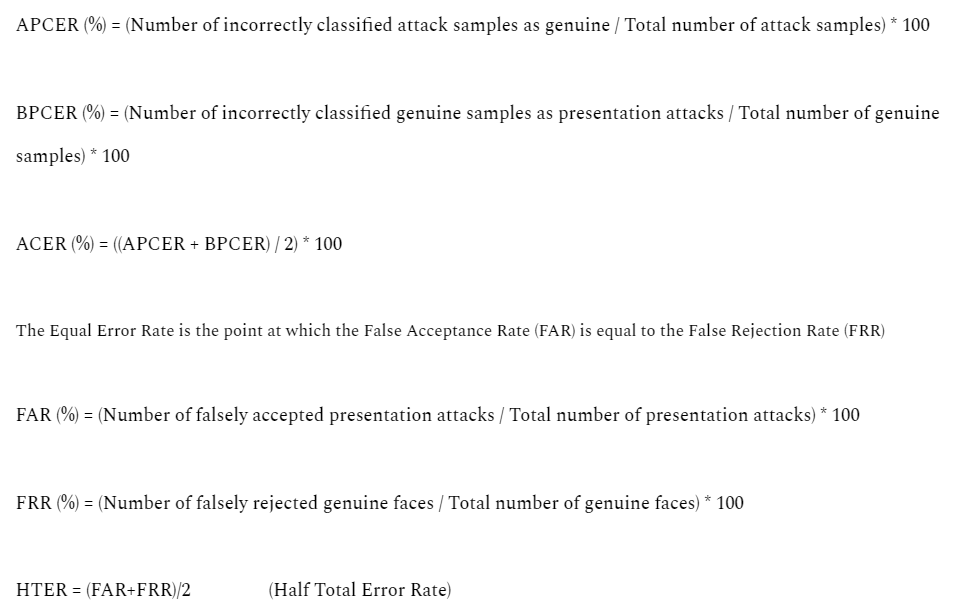 APCER (%) = (Number of incorrectly classified attack samples as genuine / Total number of attack samples) * 100
BPCER (%) = (Number of incorrectly classified genuine samples as presentation attacks / Total number of genuine
samples) * 100
ACER (%) = ((APCER + BPCER) / 2) * 100
The Equal Error Rate is the point at which the False Acceptance Rate (FAR) is equal to the False Rejection Rate (FRR)
FAR (%) = (Number of falsely accepted presentation attacks / Total number of presentation attacks) * 100
FRR (%) = (Number of falsely rejected genuine faces / Total number of genuine faces) * 100
HTER = (FAR+FRR)/2 (Half Total Error Rate)